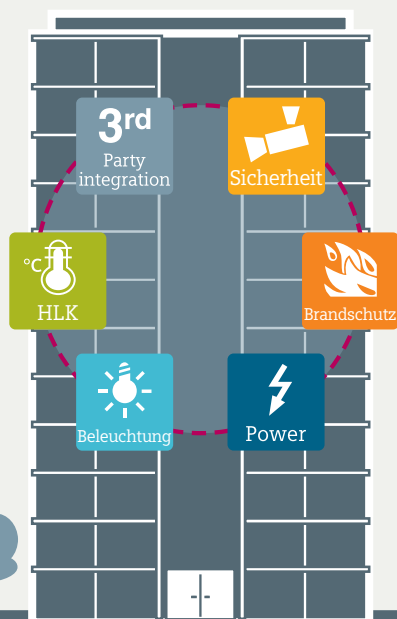 3rd
Party
integration
Sicherheit
°C
HLK
Brandschutz
Beleuchtung
Power